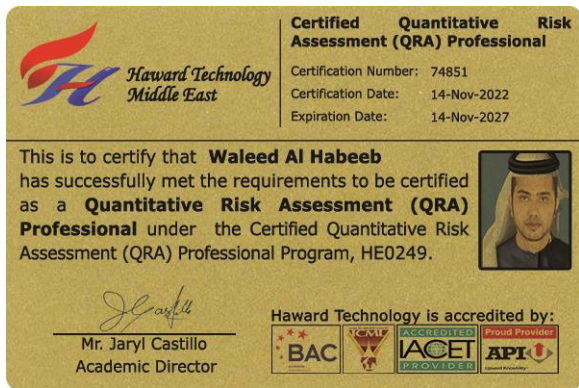 Haward Technology
Middle East
Certified Quantitative Risk
Assessment (QRA) Professional
Certification Number: 74851
Certification Date: 14-Nov-2022
Expiration Date: 14-Nov-2027
This is to certify that Waleed Al Habeeb
has successfully met the requirements to be certified
as a Quantitative Risk Assessment (QRA)
Professional under the Certified Quantitative Risk
Assessment (QRA) Professional Program, HE0249.
Mr. Jaryl Castillo
Academic Director
Haward Technology is accredited by:
BAC
TCMI
ACCREDITED
IACET
PROVIDER
Proud Provider
API